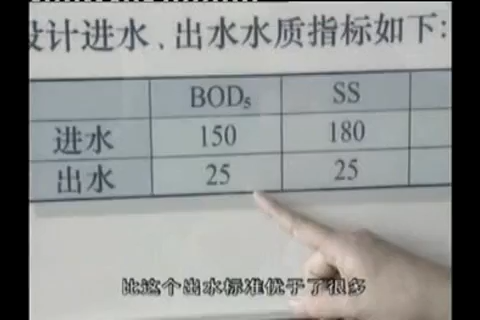 设计进水、出水水质指标如下:
BOD₅ SS
进水 150 180
出水 25 25
比这个出水标准优于了很多